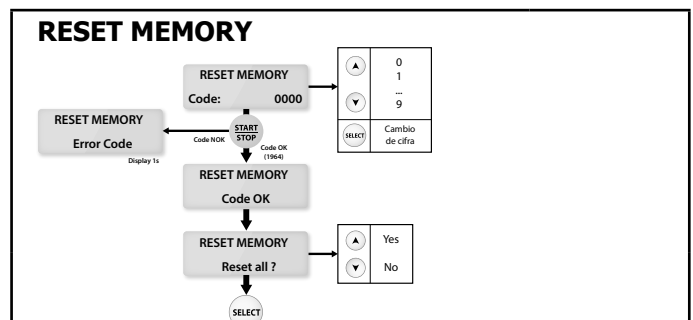 RESET MEMORY
RESET MEMORY
Code: 0000
0
1
...
9
SELECT
Cambio
de cifra
RESET MEMORY
Error Code
Display 1s
Code NOK
START
STOP
Code OK
(1964)
RESET MEMORY
Code OK
RESET MEMORY
Reset all ?
Yes
No
SELECT